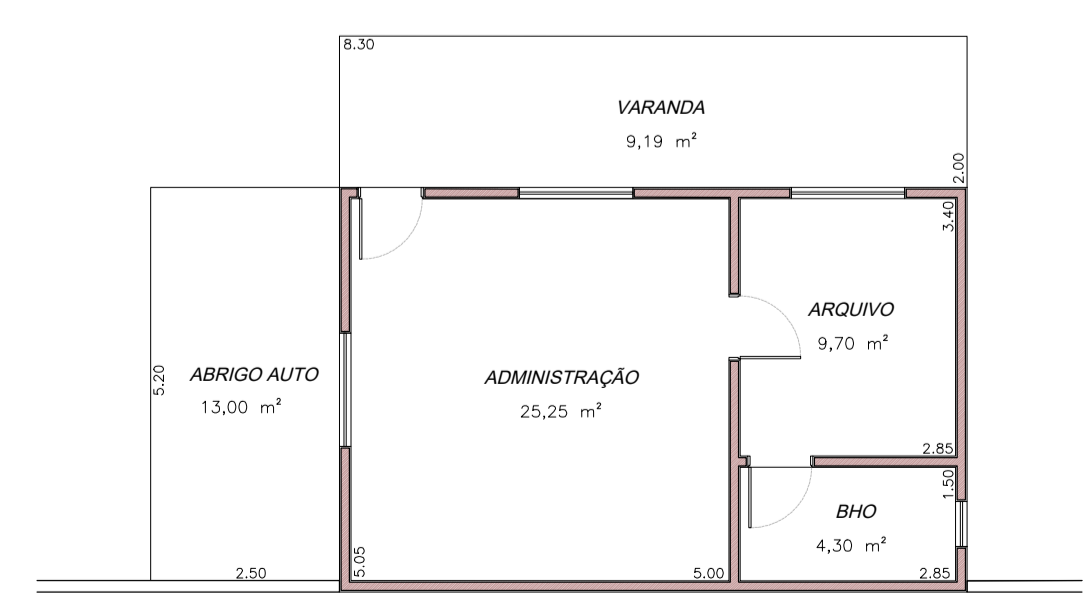 8.30
VARANDA
9,19 m²
2.00
3.40
ARQUIVO
9,70 m²
5.20
ABRIGO AUTO
13,00 m²
ADMINISTRAÇÃO
25,25 m²
2.85
1.50
BHO
4,30 m²
2.50
5.05
5.00
2.85